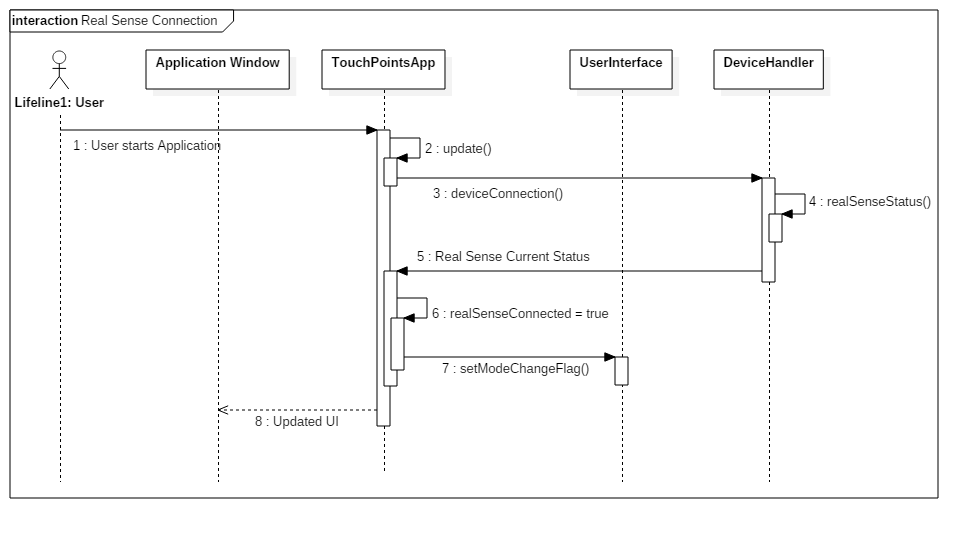 interaction Real Sense Connection
Application Window
TouchPointsApp
UserInterface
DeviceHandler
Lifeline1: User
1 : User starts Application
2 : update()
3 : deviceConnection()
4 : realSenseStatus()
5 : Real Sense Current Status
6 : realSenseConnected = true
7 : setModeChangeFlag()
8 : Updated UI